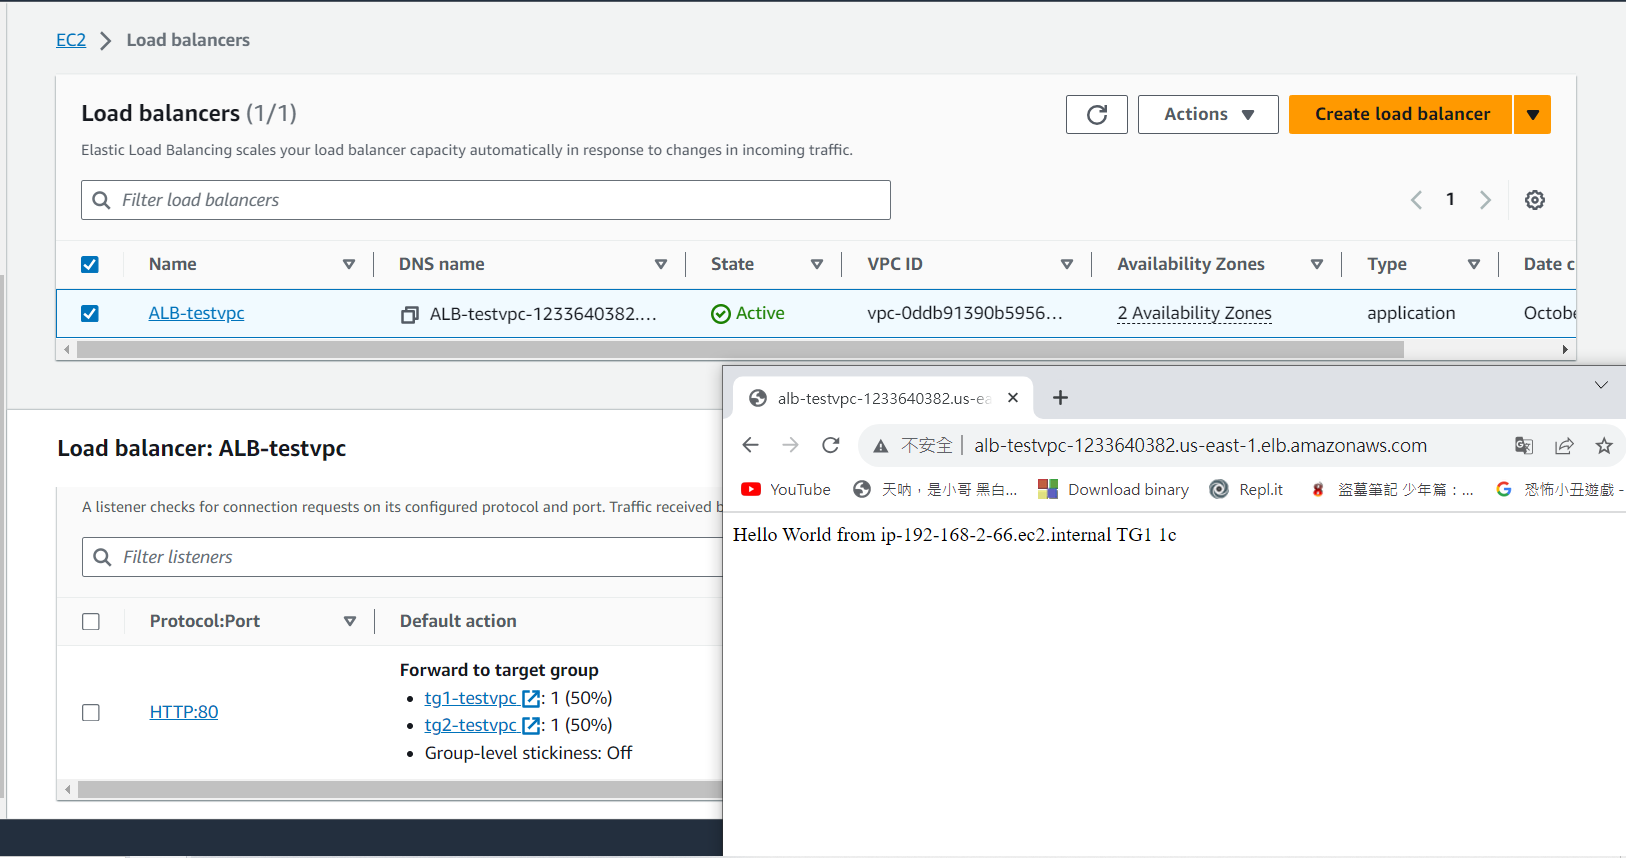 EC2 > Load balancers
Load balancers (1/1)
Actions
Create load balancer
Elastic Load Balancing scales your load balancer capacity automatically in response to changes in incoming traffic.
Filter load balancers
1
Name DNS name State VPC ID Availability Zones Type Date c
ALB-testvpc ALB-testvpc-1233640382.... Active vpc-0ddb91390b5956... 2 Availability Zones application Octobe
Load balancer: ALB-testvpc
A listener checks for connection requests on its configured protocol and port. Traffic received b
Filter listeners
Protocol:Port Default action
HTTP:80
Forward to target group
• tg1-testvpc : 1 (50%)
• tg2-testvpc : 1 (50%)
• Group-level stickiness: Off
alb-testvpc-1233640382.us-ea
不安全 | alb-testvpc-1233640382.us-east-1.elb.amazonaws.com
YouTube 天吶，是小哥 黑白... Download binary Repl.it 盜墓筆記 少年篇：... 恐怖小丑遊戲 -
Hello World from ip-192-168-2-66.ec2.internal TG1 1c